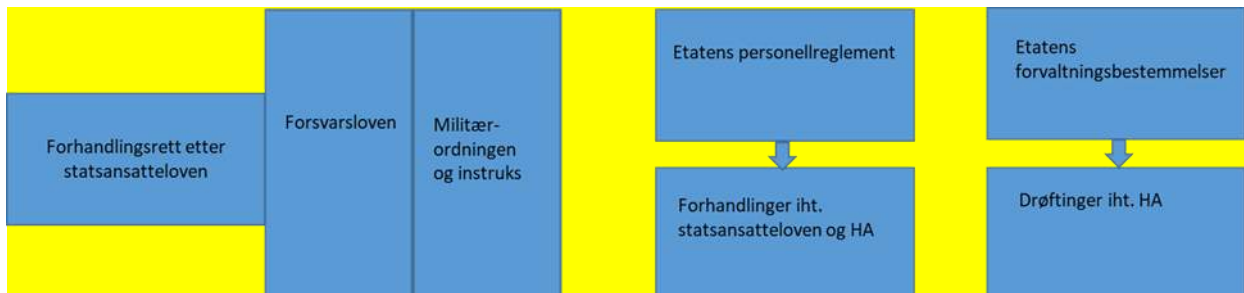 Forhandlingsrett etter
statsansatteloven
Forsvarsloven
Militær-
ordningen
og instruks
Etatens personellreglement
Forhandlinger iht.
statsansatteloven og HA
Etatens
forvaltningsbestemmelser
Drøftinger iht. HA